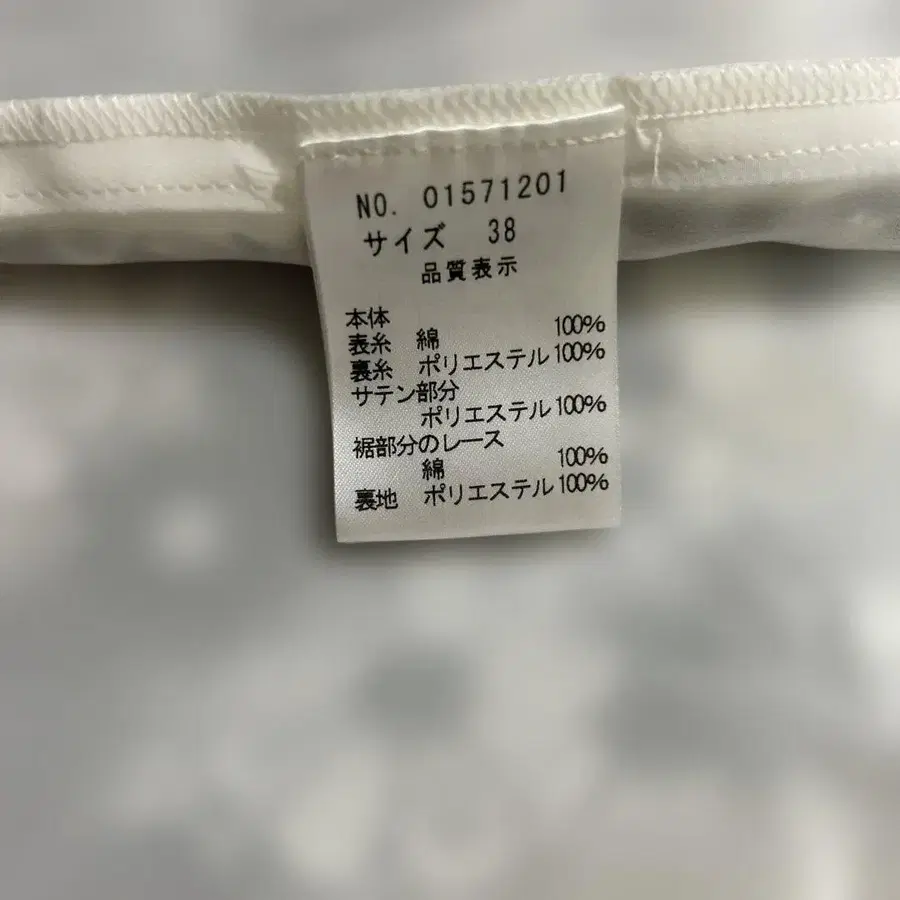 NO. 01571201
サイズ 38
品質表示
本体
表糸 綿 100%
裏糸 ポリエステル 100%
サテン部分
ポリエステル 100%
裾部分のレース
綿 100%
裏地 ポリエステル 100%